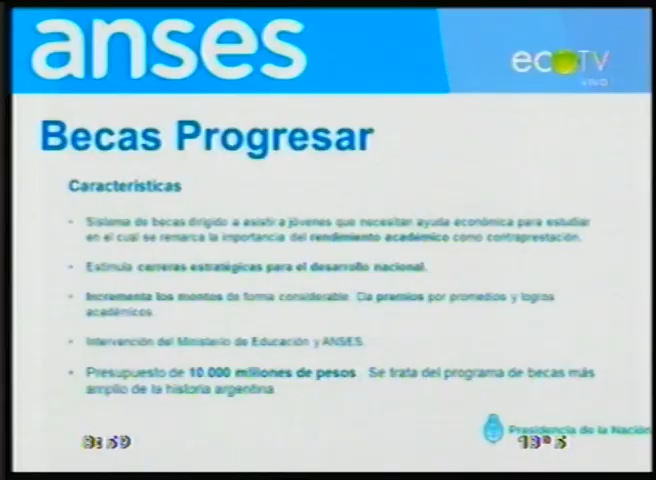 anses
ecoTV
VIVO
Becas Progresar
Características
• Sistema de becas dirigido a asistir a jóvenes que necesitan ayuda económica para estudiar
en el cual se remarca la importancia del rendimiento académico como contraprestación.
• Estimula carreras estratégicas para el desarrollo nacional.
• Incrementa los montos de forma considerable. Da premios por promedios y logros
académicos.
• Intervención del Ministerio de Educación y ANSES.
• Presupuesto de 10.000 millones de pesos. Se trata del programa de becas más
amplio de la historia argentina
Presidencia de la Nación